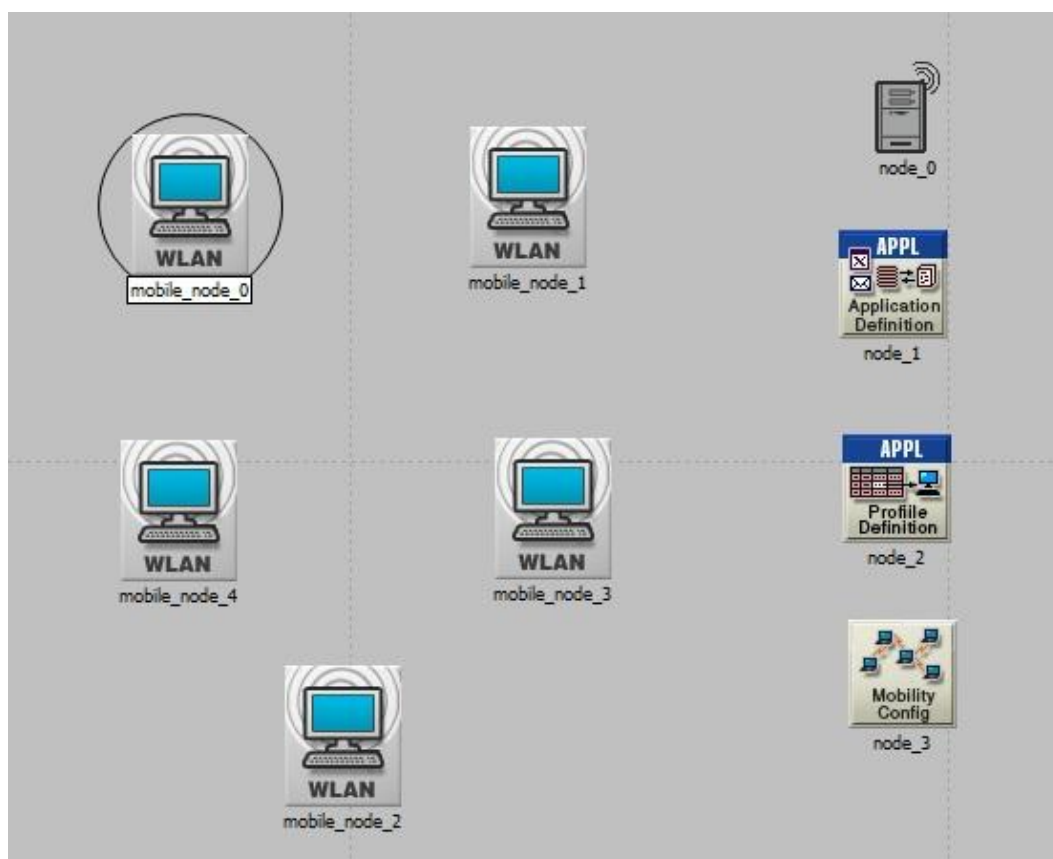 node_0
WLAN
mobile_node_0
WLAN
mobile_node_1
APPL
X
Application
Definition
node_1
WLAN
mobile_node_4
WLAN
mobile_node_3
APPL
Profile
Definition
node_2
Mobility
Config
node_3
WLAN
mobile_node_2